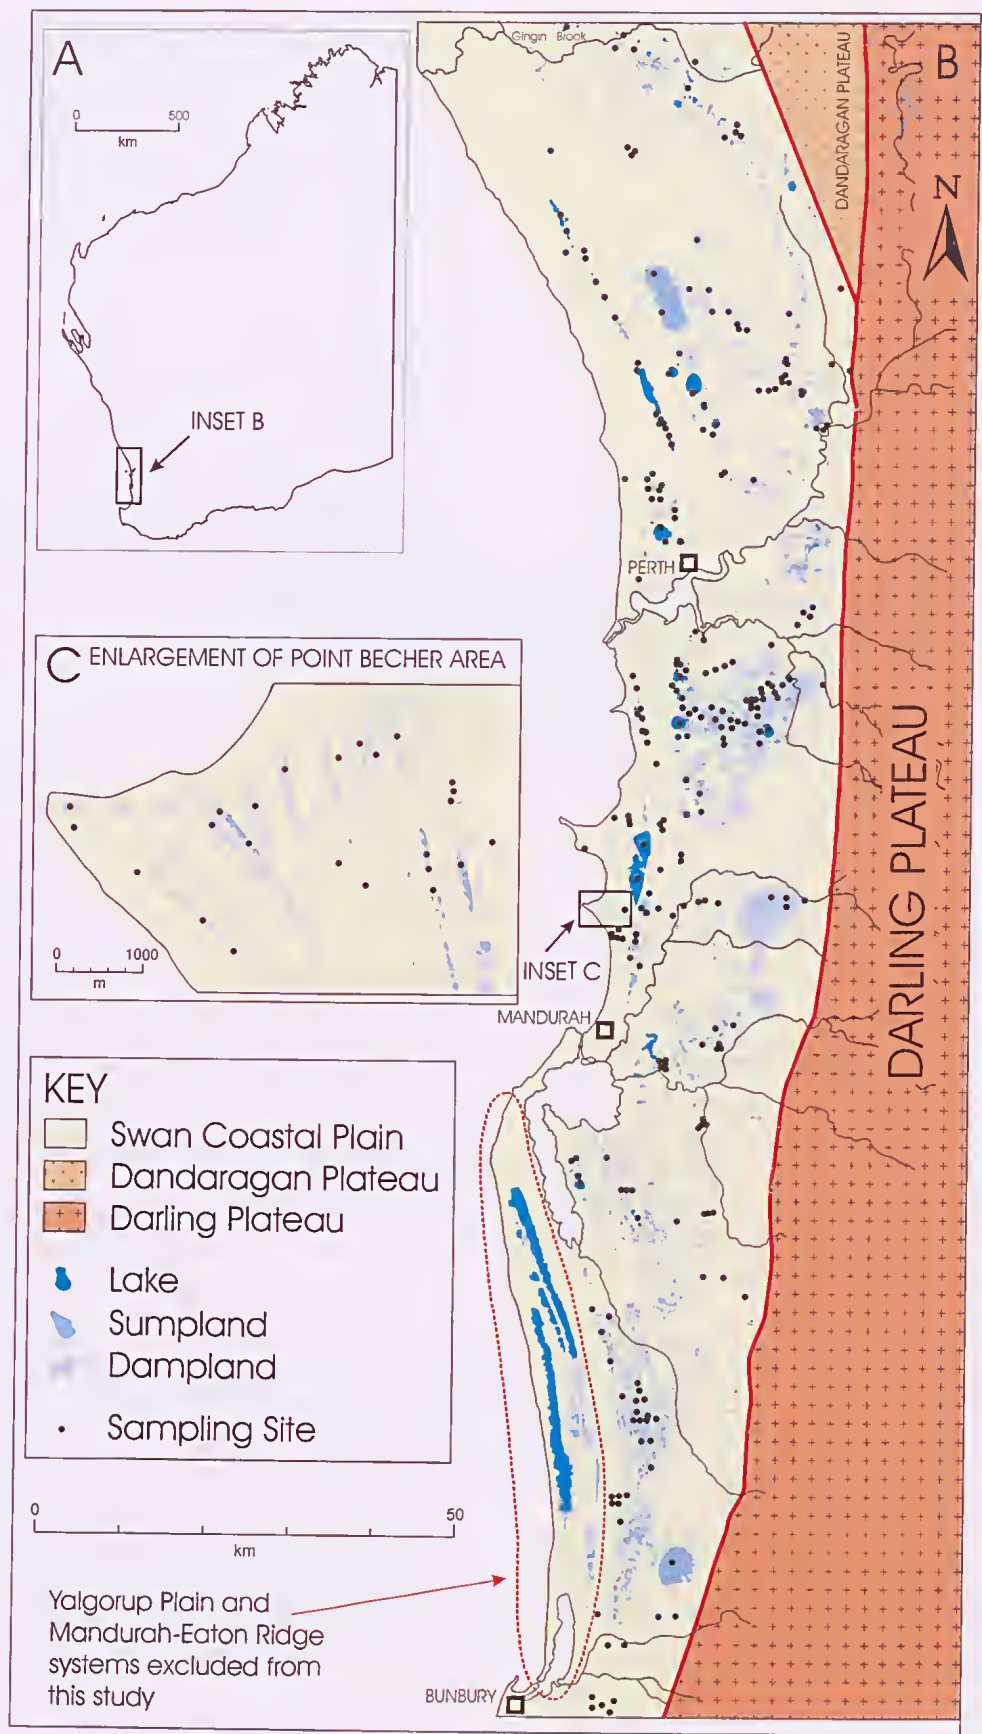 A
0 500
km
INSET B
Gingin Brook
DANDARAGAN PLATEAU
B
N
PERTH
DARLING PLATEAU
C ENLARGEMENT OF POINT BECHER AREA
0 1000
m
INSET C
MANDURAH
KEY
Swan Coastal Plain
Dandaragan Plateau
Darling Plateau
Lake
Sumpland
Dampland
Sampling Site
0 50
km
Yalgorup Plain and
Mandurah-Eaton Ridge
systems excluded from
this study
BUNBURY